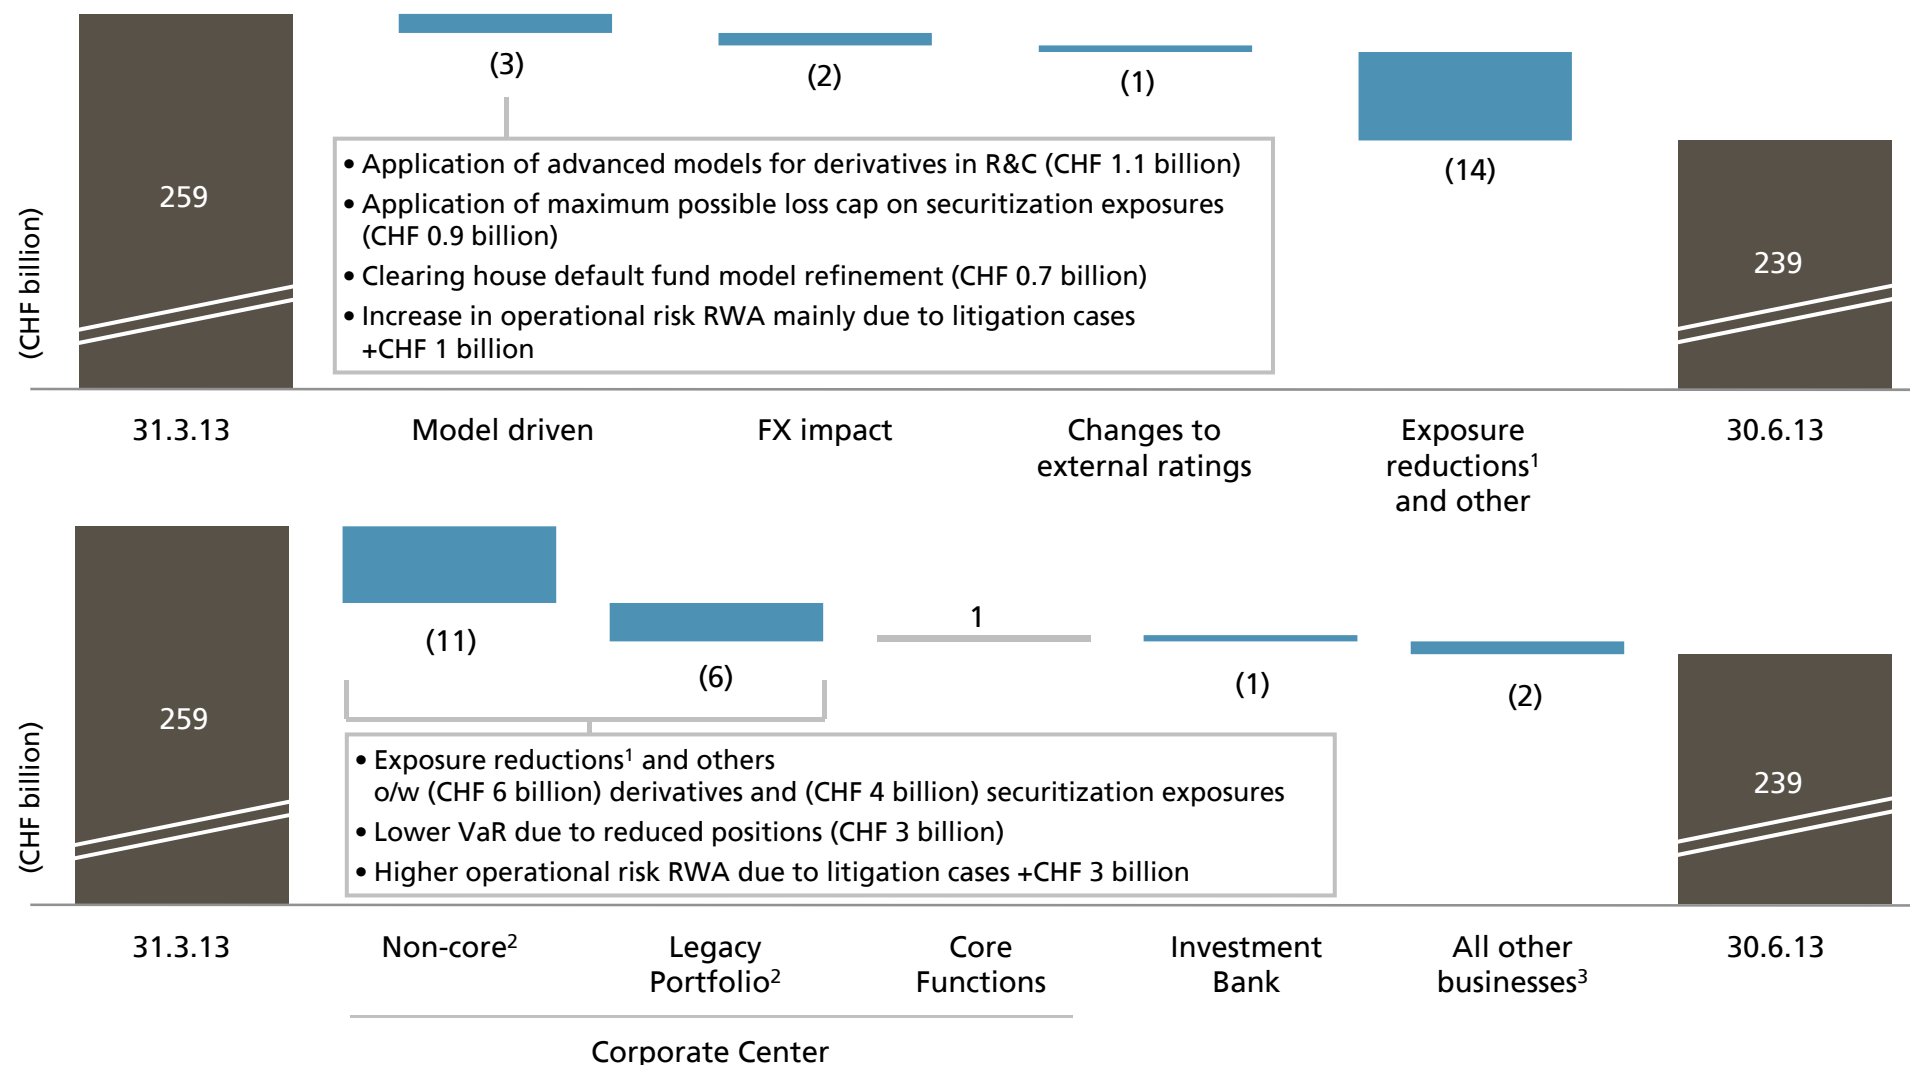 (3)
(2)
(1)
(14)
259
• Application of advanced models for derivatives in R&C (CHF 1.1 billion)
• Application of maximum possible loss cap on securitization exposures
(CHF 0.9 billion)
• Clearing house default fund model refinement (CHF 0.7 billion)
• Increase in operational risk RWA mainly due to litigation cases
+CHF 1 billion
239
(CHF billion)
31.3.13
Model driven
FX impact
Changes to
external ratings
Exposure
reductions¹
and other
30.6.13
259
(11)
(6)
1
(1)
(2)
239
• Exposure reductions¹ and others
o/w (CHF 6 billion) derivatives and (CHF 4 billion) securitization exposures
• Lower VaR due to reduced positions (CHF 3 billion)
• Higher operational risk RWA due to litigation cases +CHF 3 billion
(CHF billion)
31.3.13
Non-core²
Legacy
Portfolio²
Core
Functions
Investment
Bank
All other
businesses³
30.6.13
Corporate Center